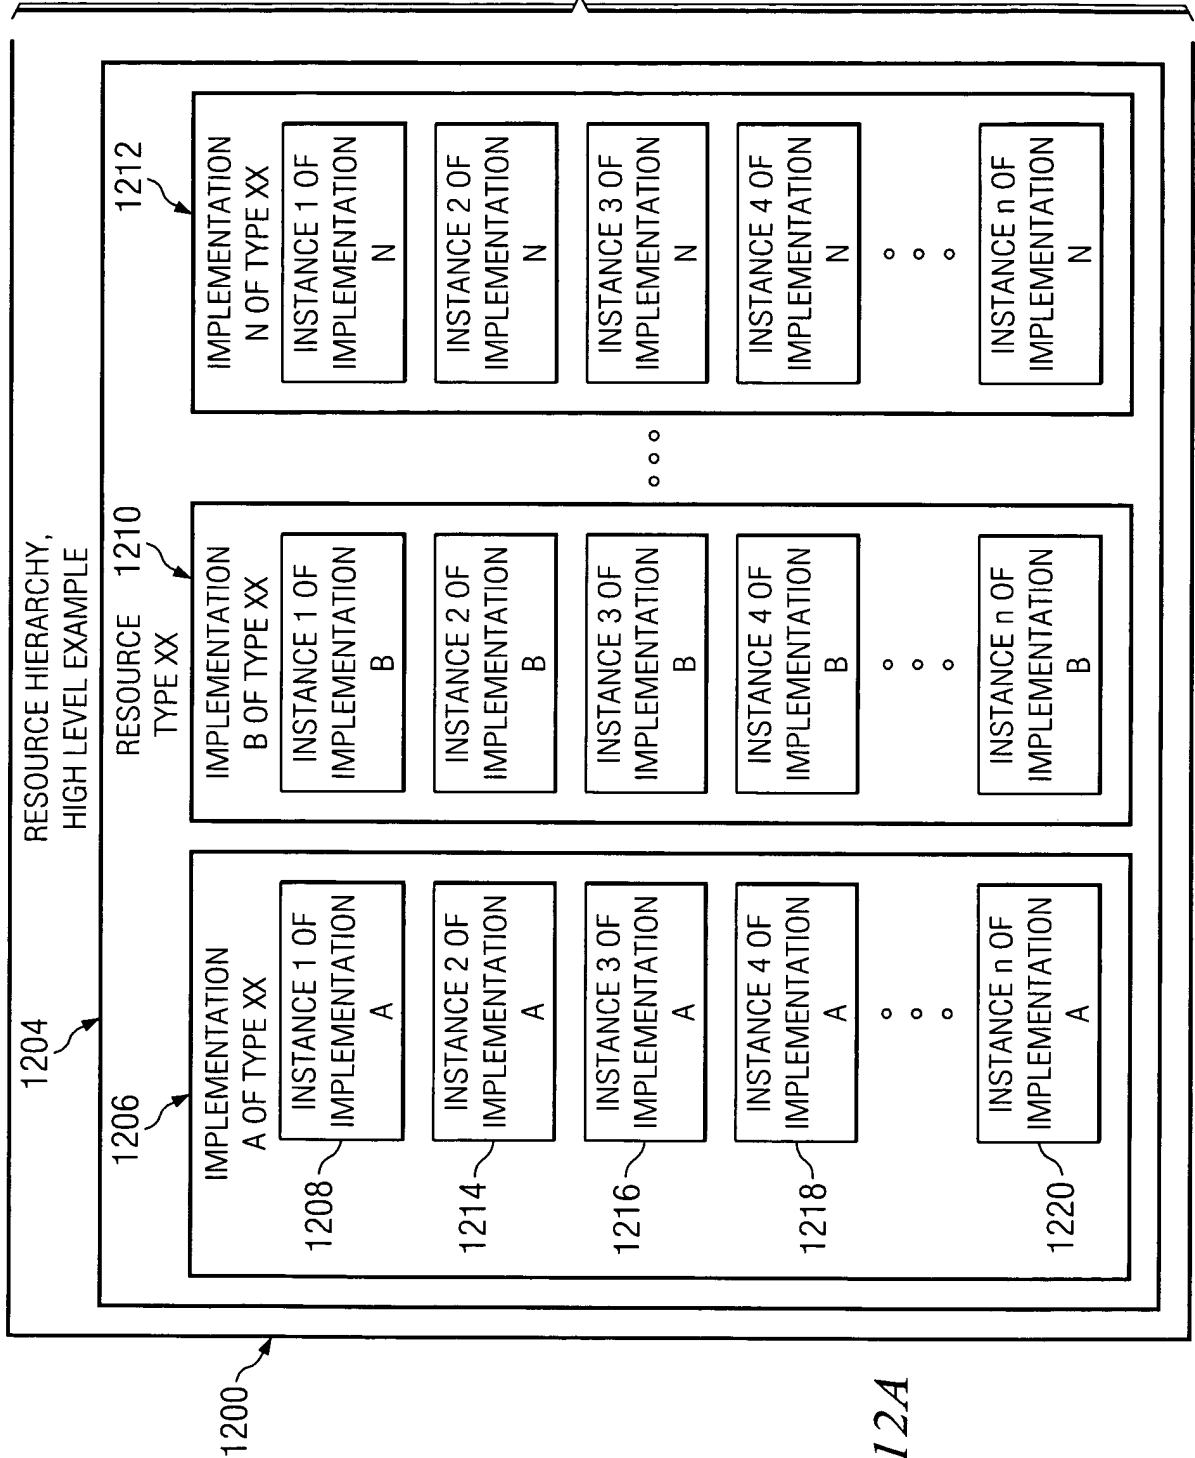 RESOURCE HIERARCHY,
HIGH LEVEL EXAMPLE
1200
1204
RESOURCE
TYPE XX
1206
IMPLEMENTATION
A OF TYPE XX
1208
INSTANCE 1 OF
IMPLEMENTATION
A
1214
INSTANCE 2 OF
IMPLEMENTATION
A
1216
INSTANCE 3 OF
IMPLEMENTATION
A
1218
INSTANCE 4 OF
IMPLEMENTATION
A
1220
INSTANCE n OF
IMPLEMENTATION
A
1210
IMPLEMENTATION
B OF TYPE XX
INSTANCE 1 OF
IMPLEMENTATION
B
INSTANCE 2 OF
IMPLEMENTATION
B
INSTANCE 3 OF
IMPLEMENTATION
B
INSTANCE 4 OF
IMPLEMENTATION
B
INSTANCE n OF
IMPLEMENTATION
B
1212
IMPLEMENTATION
N OF TYPE XX
INSTANCE 1 OF
IMPLEMENTATION
N
INSTANCE 2 OF
IMPLEMENTATION
N
INSTANCE 3 OF
IMPLEMENTATION
N
INSTANCE 4 OF
IMPLEMENTATION
N
INSTANCE n OF
IMPLEMENTATION
N
12A